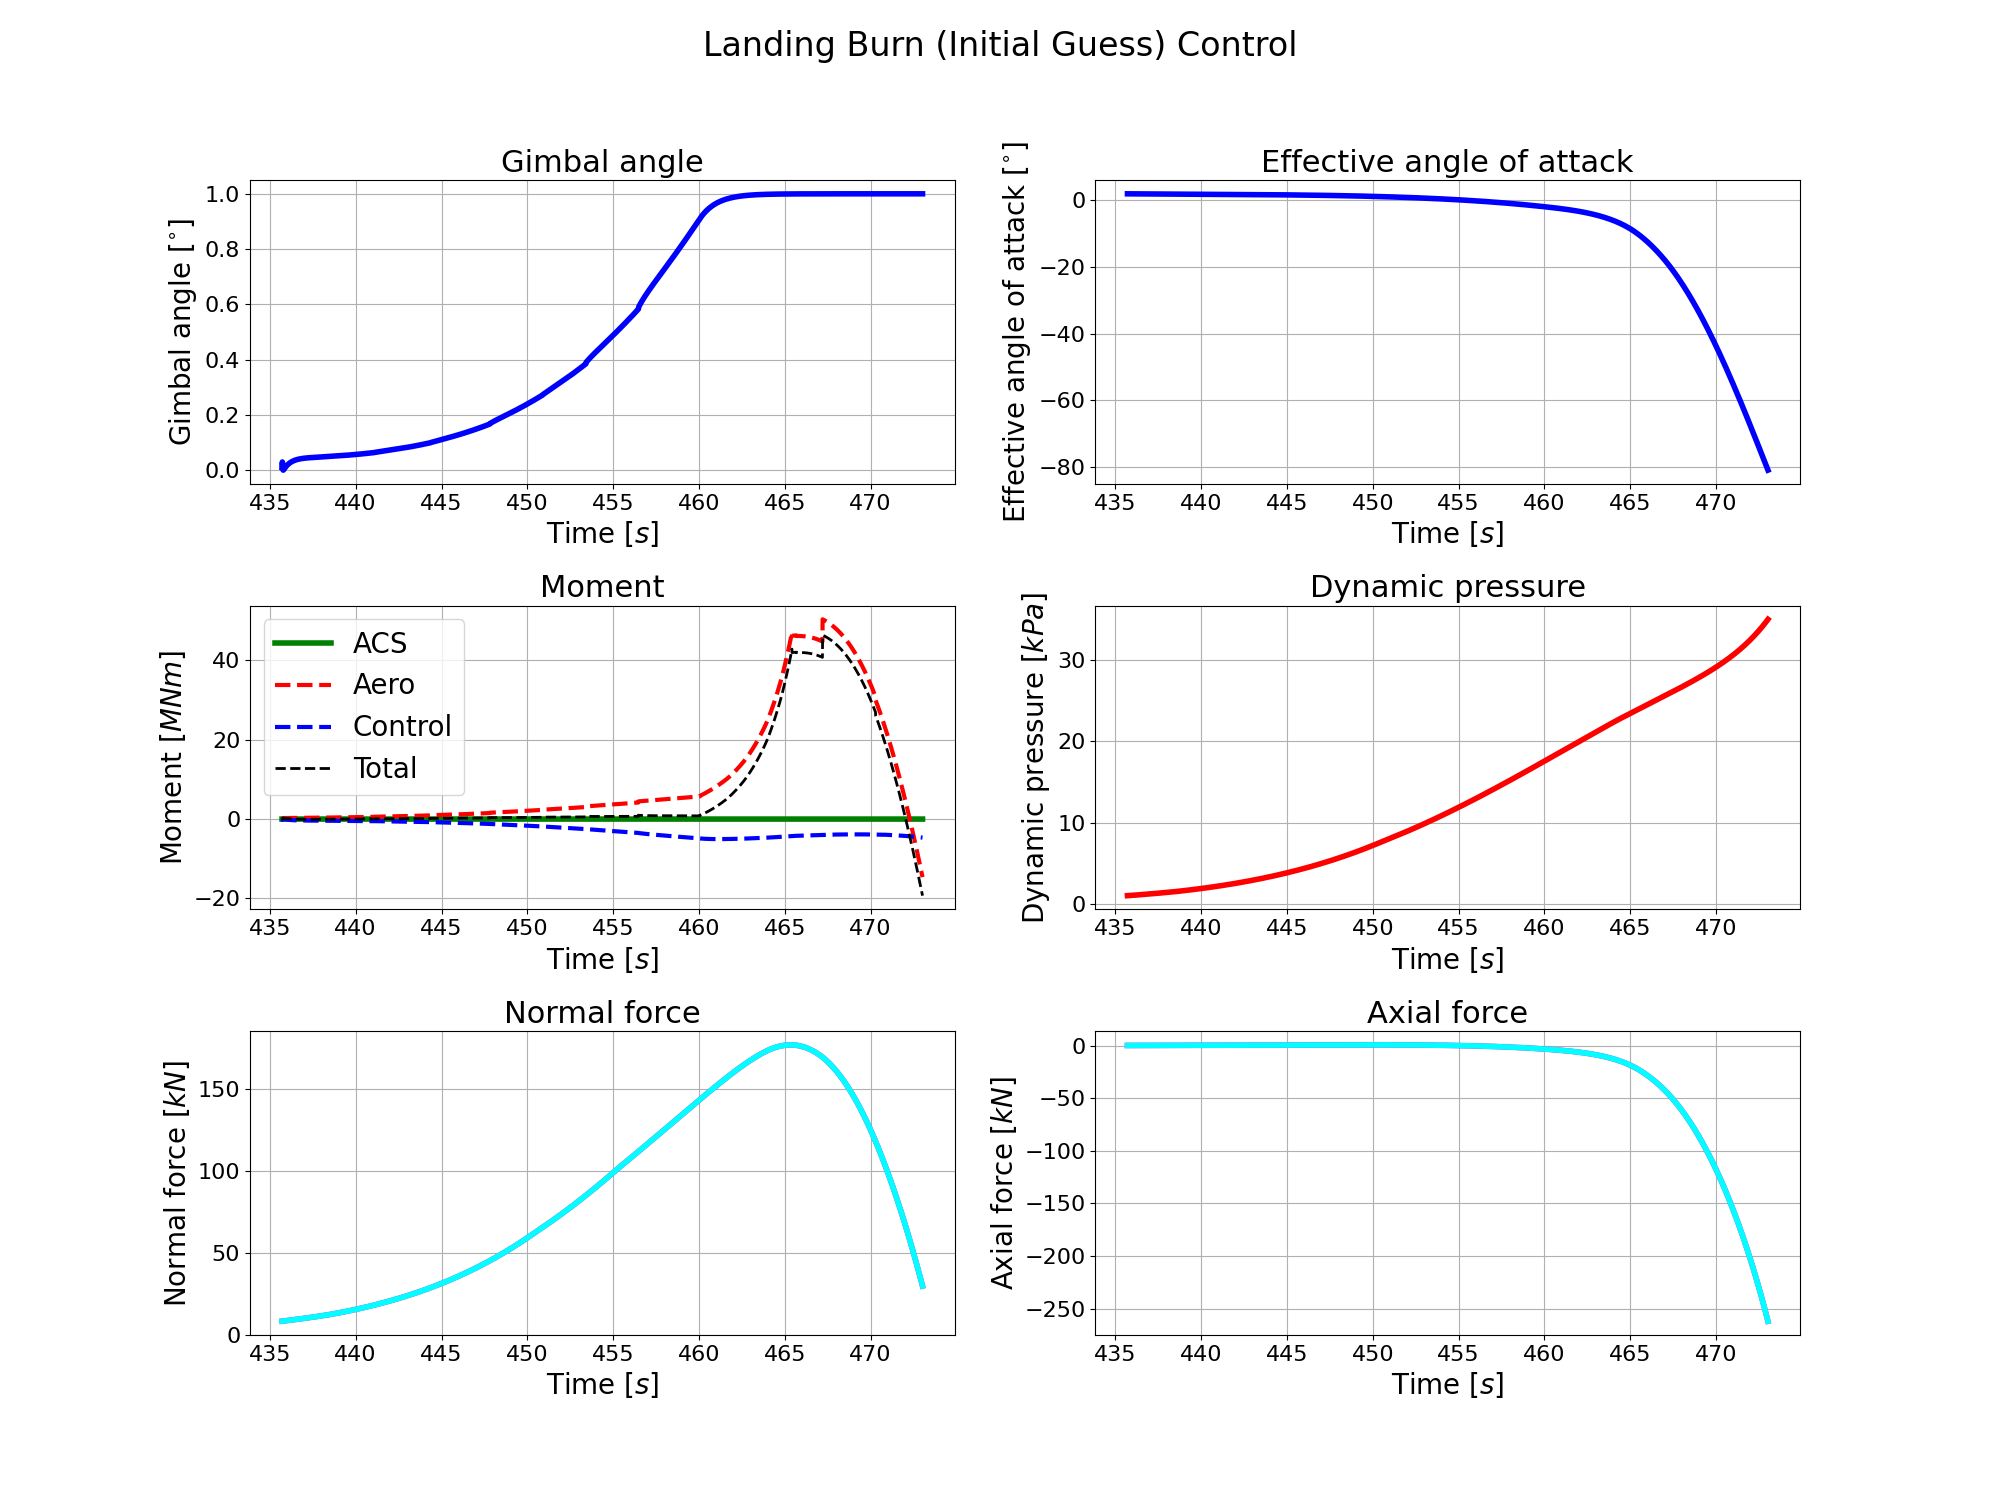 Landing Burn (Initial Guess) Control
Gimbal angle
Gimbal angle [°]
1.0
0.8
0.6
0.4
0.2
0.0
435 440 445 450 455 460 465 470
Time [s]
Effective angle of attack
Effective angle of attack [°]
0
−20
−40
−60
−80
435 440 445 450 455 460 465 470
Time [s]
Moment
Moment [MNm]
40
20
0
−20
ACS
Aero
Control
Total
435 440 445 450 455 460 465 470
Time [s]
Dynamic pressure
Dynamic pressure [kPa]
30
20
10
0
435 440 445 450 455 460 465 470
Time [s]
Normal force
Normal force [kN]
150
100
50
0
435 440 445 450 455 460 465 470
Time [s]
Axial force
Axial force [kN]
0
−50
−100
−150
−200
−250
435 440 445 450 455 460 465 470
Time [s]